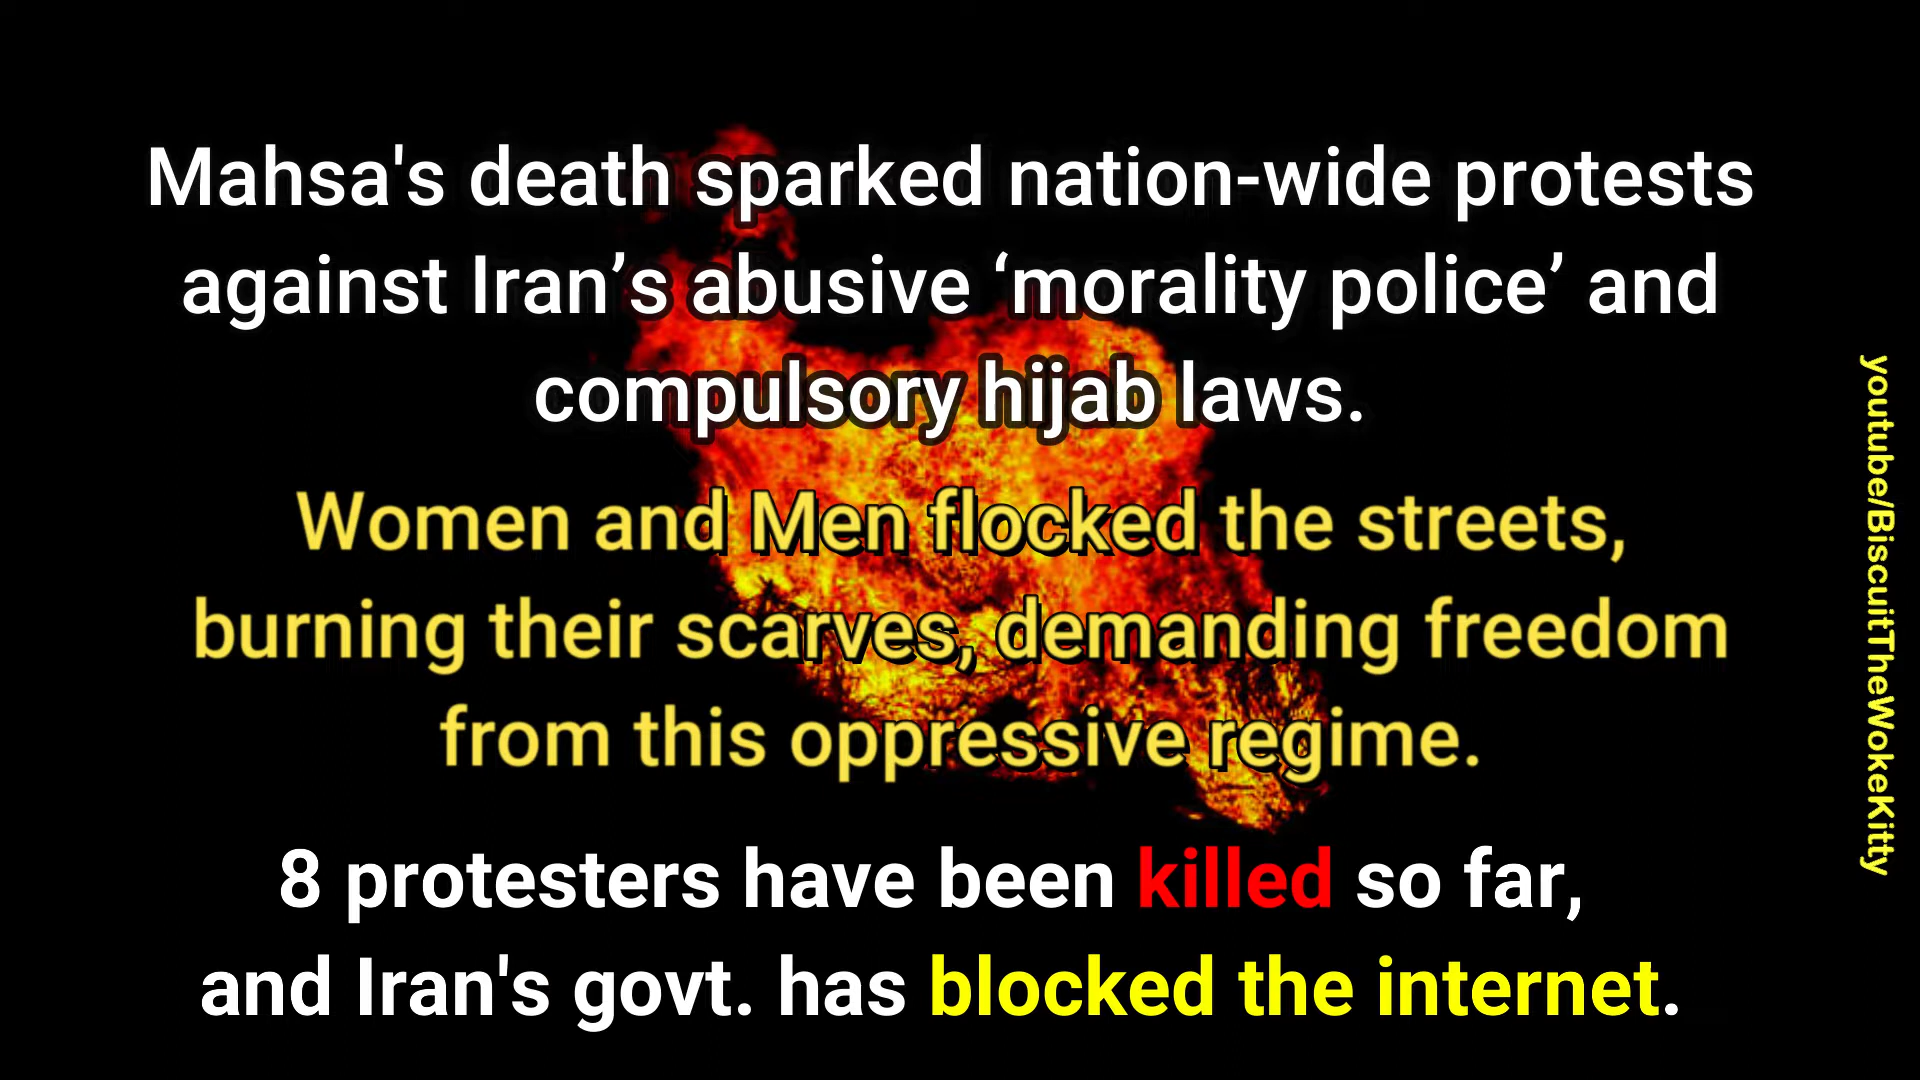 Mahsa's death sparked nation-wide protests
against Iran’s abusive ‘morality police’ and
compulsory hijab laws.
Women and Men flocked the streets,
burning their scarves, demanding freedom
from this oppressive regime.
8 protesters have been killed so far,
and Iran's govt. has blocked the internet.
youtube/BiscuitTheWokeKitty